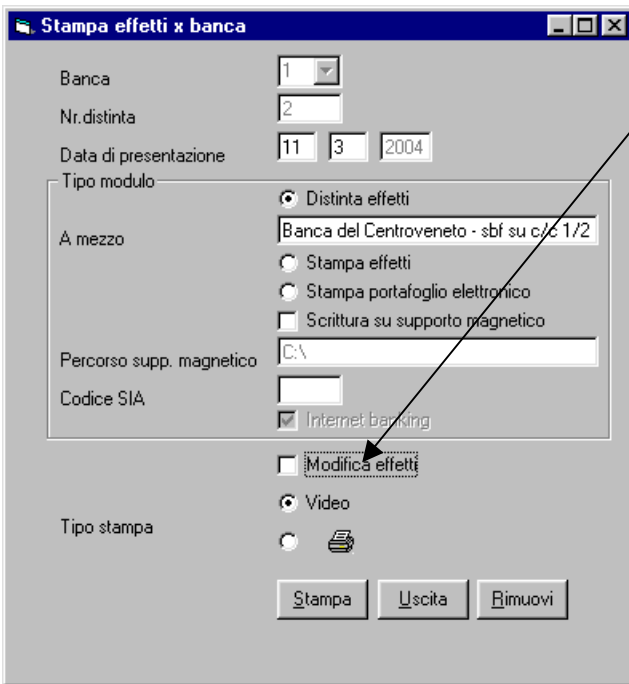 Stampa effetti x banca
Banca 1
Nr.distinta 2
Data di presentazione 11 3 2004
Tipo modulo
Distinta effetti
A mezzo Banca del Centroveneto - sbf su c/c 1/2
Stampa effetti
Stampa portafoglio elettronico
Scrittura su supporto magnetico
Percorso supp. magnetico C:\
Codice SIA
Internet banking
Modifica effetti
Video
Tipo stampa
Stampa Uscita Rimuovi